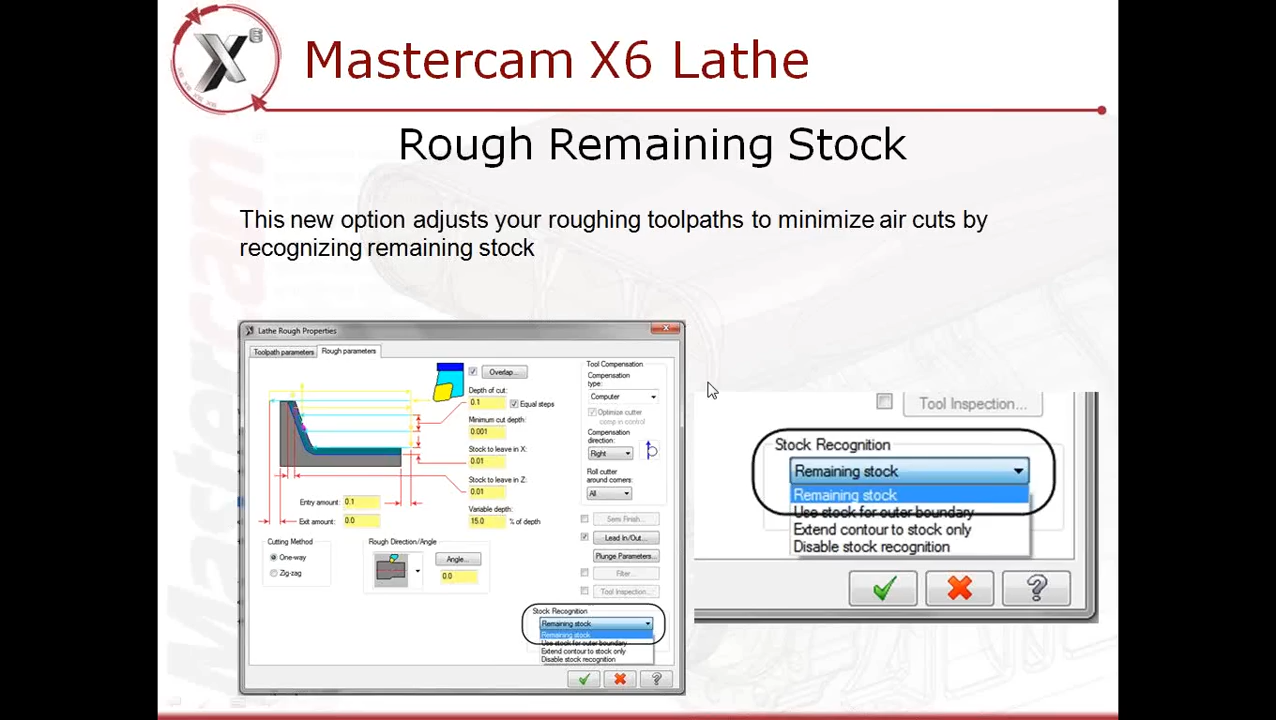 Mastercam X6 Lathe
Rough Remaining Stock
This new option adjusts your roughing toolpaths to minimize air cuts by
recognizing remaining stock
Lathe Rough Properties
Toolpath parameters
Rough parameters
Overlap...
Depth of cut:
0.1
Equal steps
Minimum cut depth:
0.001
Stock to leave in X:
0.01
Stock to leave in Z:
0.01
Variable depth:
15.0
% of depth
Entry amount:
0.1
Exit amount:
0.0
Cutting Method
One-way
Zig-zag
Rough Direction/Angle
Angle...
0.0
Tool Compensation
Compensation
type:
Computer
Optimize cutter
comp in control
Compensation
direction:
Right
Roll cutter
around corners:
All
Semi Finish...
Lead In/Out...
Plunge Parameters...
Filter...
Tool Inspection...
Stock Recognition
Remaining stock
Remaining stock
Use stock for outer boundary
Extend contour to stock only
Disable stock recognition
Tool Inspection...
Stock Recognition
Remaining stock
Remaining stock
Use stock for outer boundary
Extend contour to stock only
Disable stock recognition
Mastercam